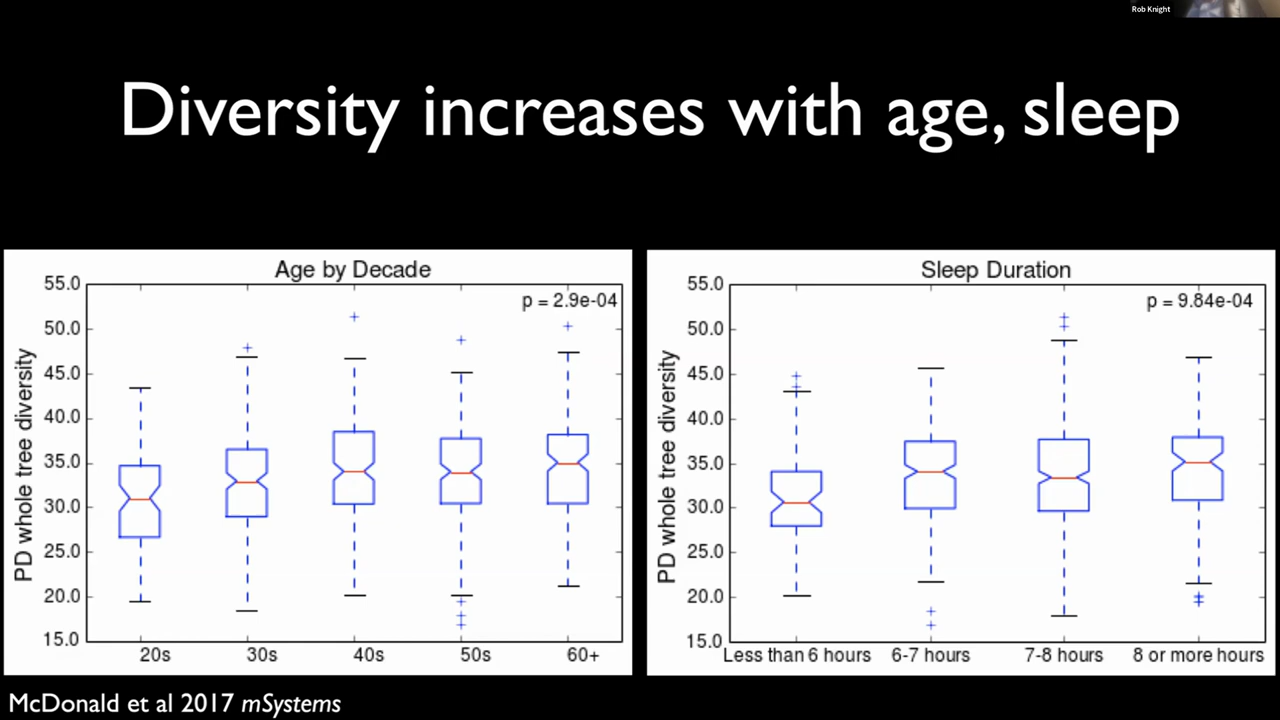 Rob Knight
Diversity increases with age, sleep
Age by Decade
p = 2.9e-04
PD whole tree diversity
55.0
50.0
45.0
40.0
35.0
30.0
25.0
20.0
15.0
20s 30s 40s 50s 60+
Sleep Duration
p = 9.84e-04
PD whole tree diversity
55.0
50.0
45.0
40.0
35.0
30.0
25.0
20.0
15.0
Less than 6 hours 6-7 hours 7-8 hours 8 or more hours
McDonald et al 2017 mSystems